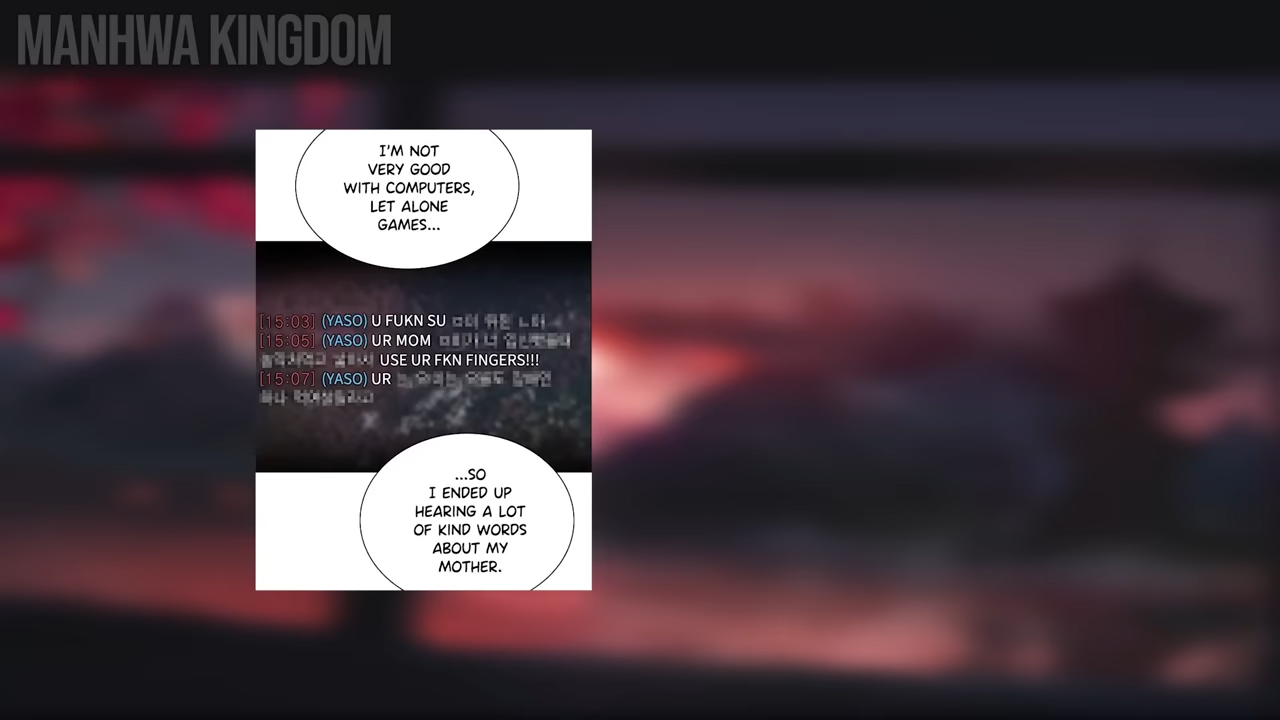 MANHWA KINGDOM
I'M NOT
VERY GOOD
WITH COMPUTERS,
LET ALONE
GAMES...
[15:03] (YASO) U FUKN SU
[15:05] (YASO) UR MOM
USE UR FKN FINGERS!!!
[15:07] (YASO) UR
...SO
I ENDED UP
HEARING A LOT
OF KIND WORDS
ABOUT MY
MOTHER.